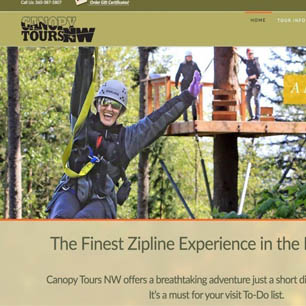 Call Us: 360-387-5807
Order Gift Certificates!
HOME TOUR INFO
CANOPY
TOURS NW
A
The Finest Zipline Experience in the
Canopy Tours NW offers a breathtaking adventure just a short
It's a must for your visit To-Do list.